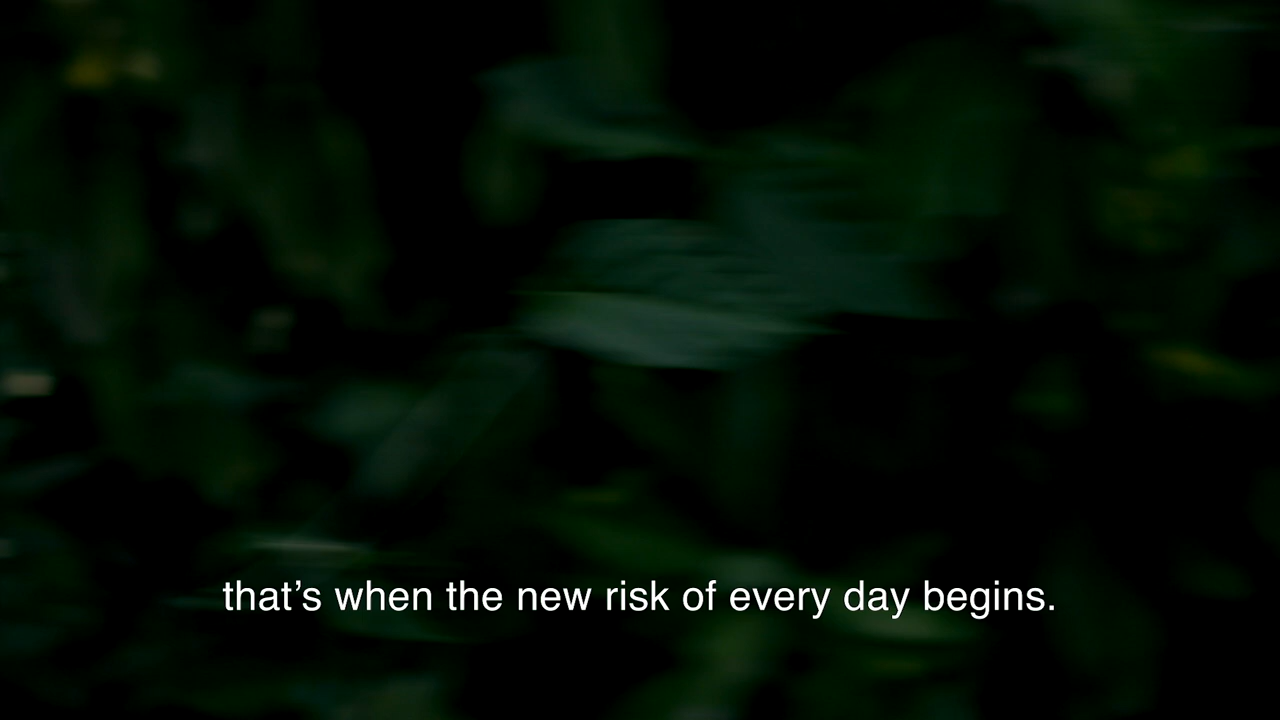 that’s when the new risk of every day begins.